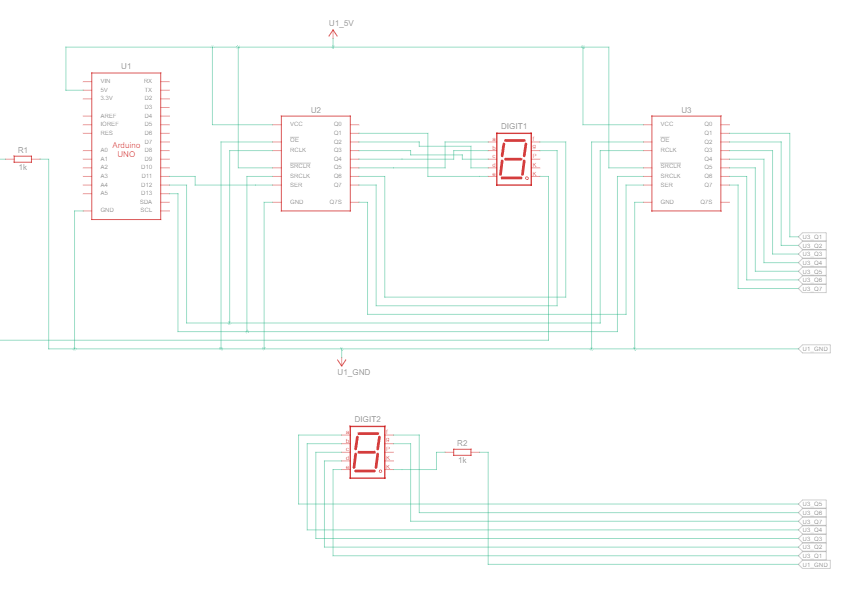 U1_5V
U1
VIN
5V
3.3V
AREF
IOREF
RES
A0
A1
A2
A3
A4
A5
GND
RX
TX
D2
D3
D4
D5
D6
D7
D8
D9
D10
D11
D12
D13
SDA
SCL
Arduino
UNO
R1
1k
U2
VCC
OE
RCLK
SRCLR
SRCLK
SER
GND
Q0
Q1
Q2
Q3
Q4
Q5
Q6
Q7
Q7S
DIGIT1
U3
VCC
OE
RCLK
SRCLR
SRCLK
SER
GND
Q0
Q1
Q2
Q3
Q4
Q5
Q6
Q7
Q7S
U3_Q1
U3_Q2
U3_Q3
U3_Q4
U3_Q5
U3_Q6
U3_Q7
U1_GND
U1_GND
DIGIT2
R2
1k
U3_Q5
U3_Q6
U3_Q7
U3_Q4
U3_Q3
U3_Q2
U3_Q1
U1_GND